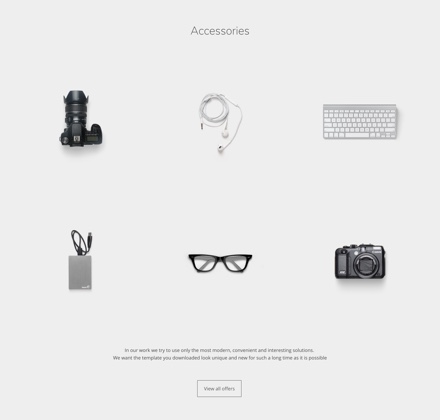 Accessories
In our work we try to use only the most modern, convenient and interesting solutions.
We want the template you downloaded look unique and new for such a long time as it is possible
View all offers